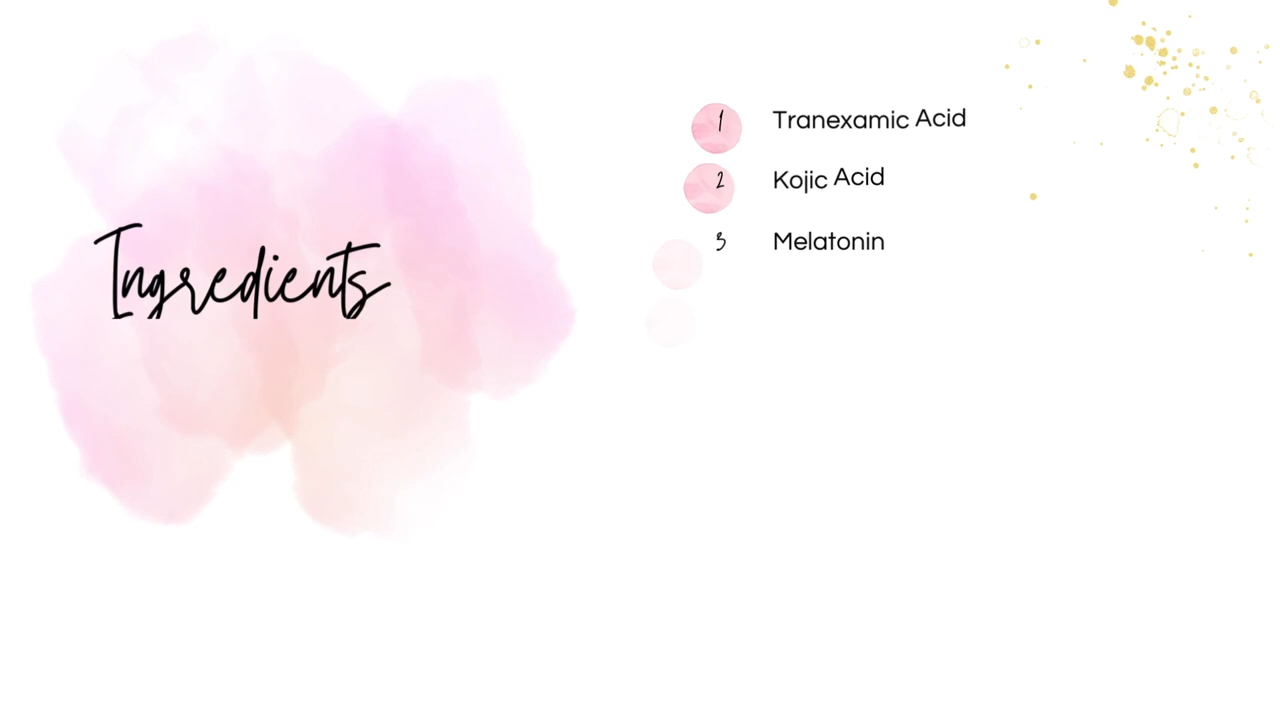 Ingredients
1 Tranexamic Acid
2 Kojic Acid
3 Melatonin